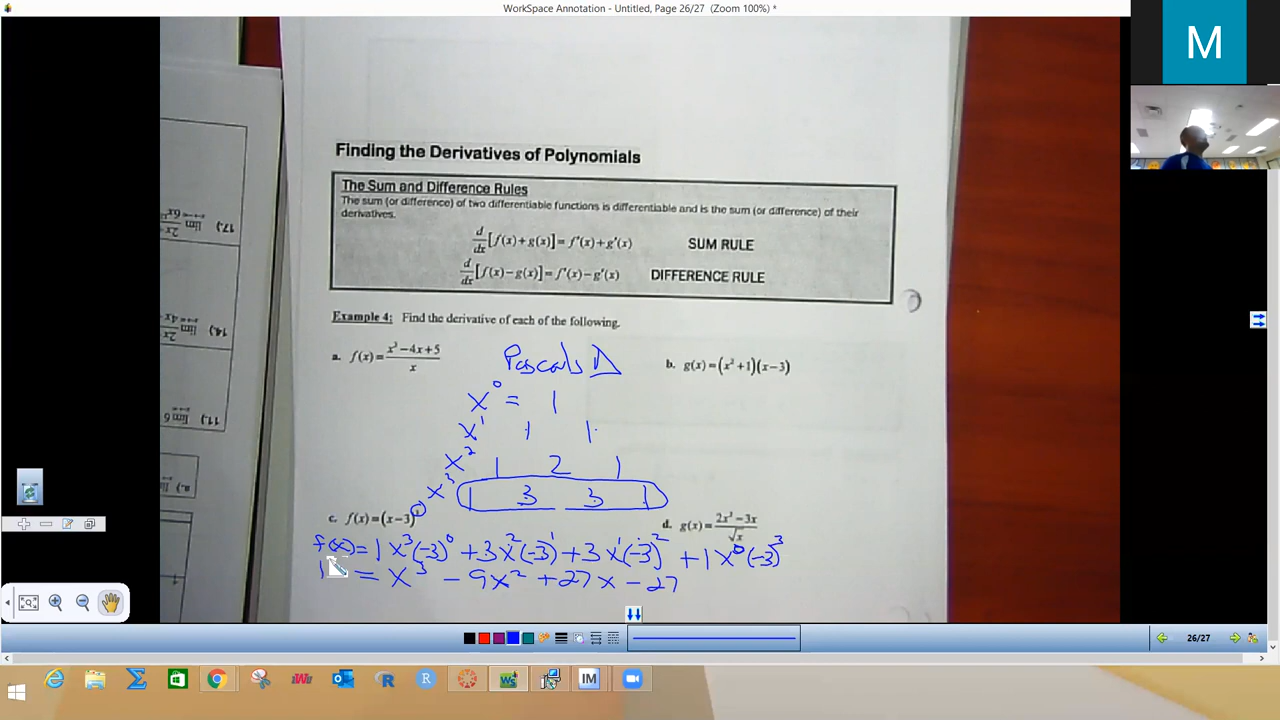 WorkSpace Annotation - Untitled, Page 26/27 (Zoom 100%) *
M
Finding the Derivatives of Polynomials
The Sum and Difference Rules
The sum (or difference) of two differentiable functions is differentiable and is the sum (or difference) of their
derivatives.
d/dx [f(x)+g(x)]=f'(x)+g'(x) SUM RULE
d/dx [f(x)−g(x)]=f'(x)−g'(x) DIFFERENCE RULE
Example 4: Find the derivative of each of the following.
a. f(x)= (x³−4x+5)/x
b. g(x)=(x²+1)(x−3)
Pascals △
x⁰ = 1
x¹ 1 1
x² 1 2 1
x³ 1 3 3 1
c. f(x)=(x−3)³
d. g(x)= (2x³−3x)/√x
f(x)=1x³(-3)⁰ +3x²(-3)¹ +3x¹(-3)² +1x⁰(-3)³
= x³ − 9x² + 27x − 27
17.)
14.)
11.)
a.)
26/27
IM